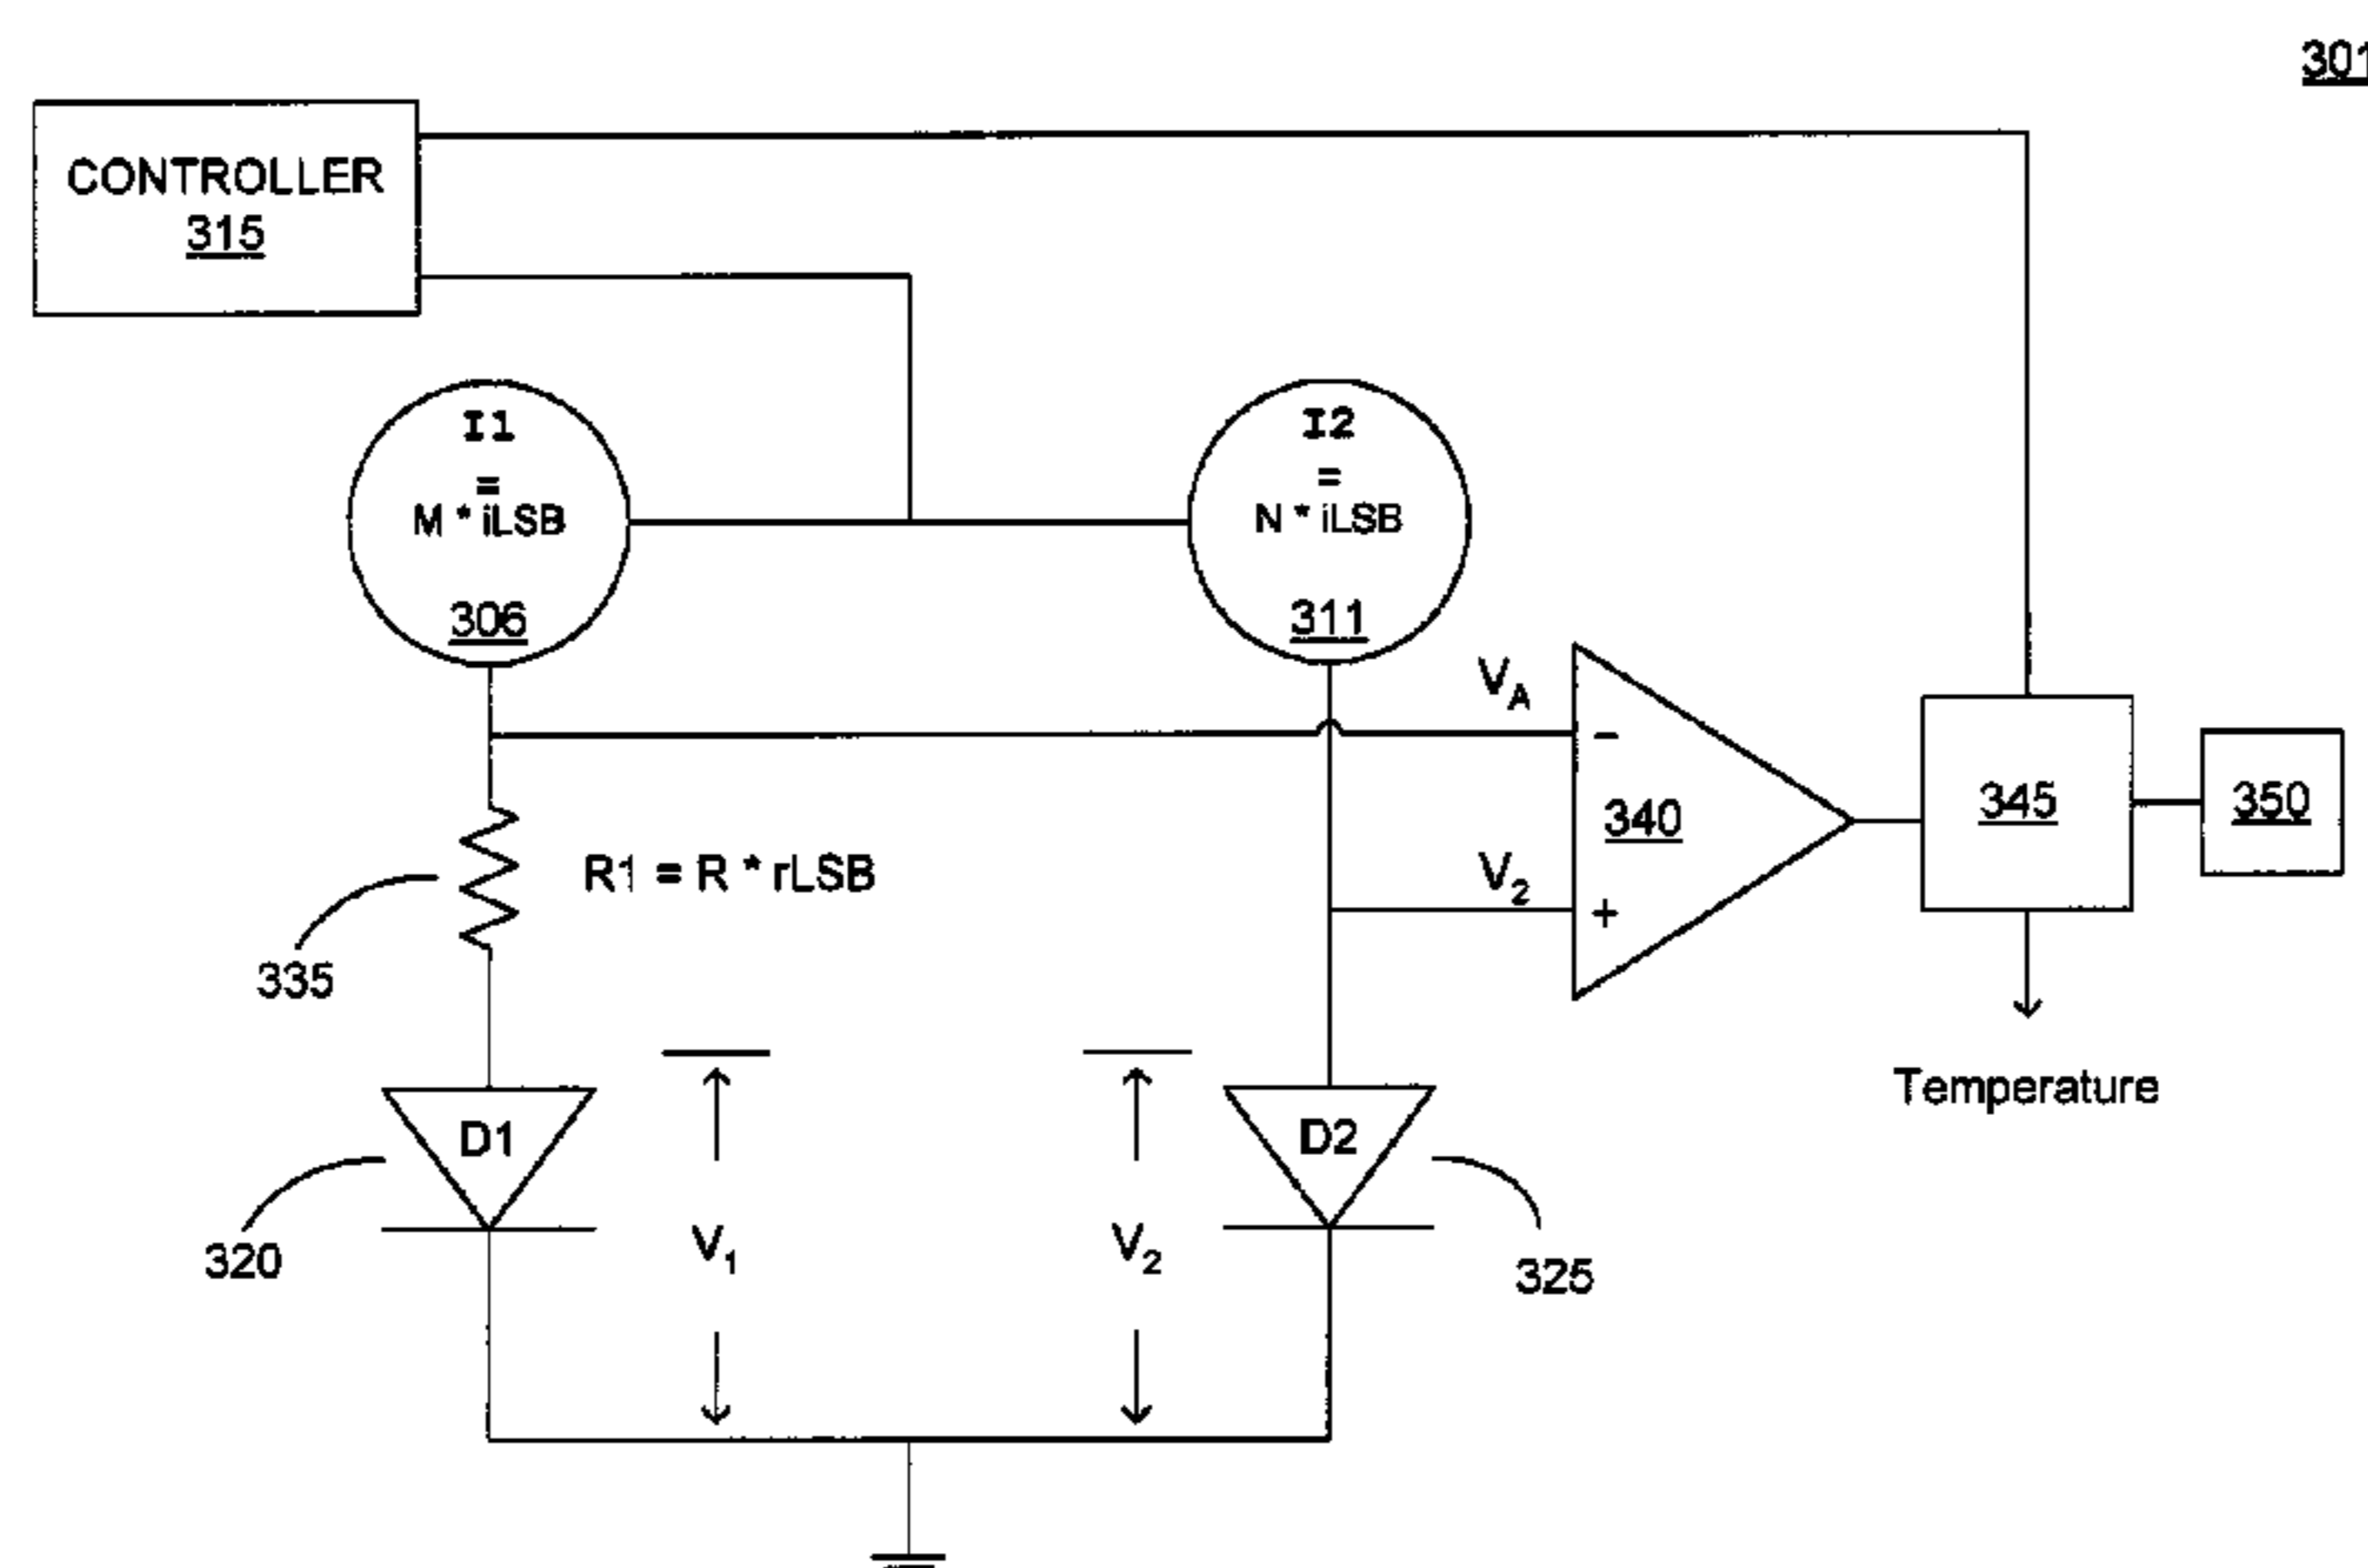 301
CONTROLLER
315
I1
=
M * iLSB
306
I2
=
N * iLSB
311
VA
-
340
V2
+
345
350
R1 = R * rLSB
335
Temperature
D1
320
V1
V2
D2
325